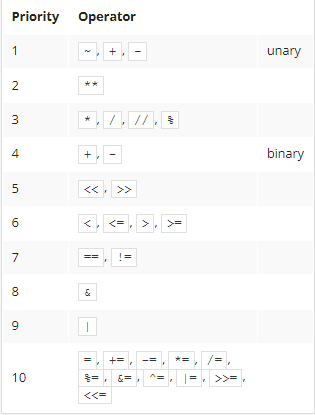 Priority Operator
1 ~ , + , - unary
2 **
3 * , / , // , %
4 + , - binary
5 << , >>
6 < , <= , > , >=
7 == , !=
8 &
9 |
10 = , += , -= , *= , /= ,
%= , &= , ^= , |= , >>= ,
<<=